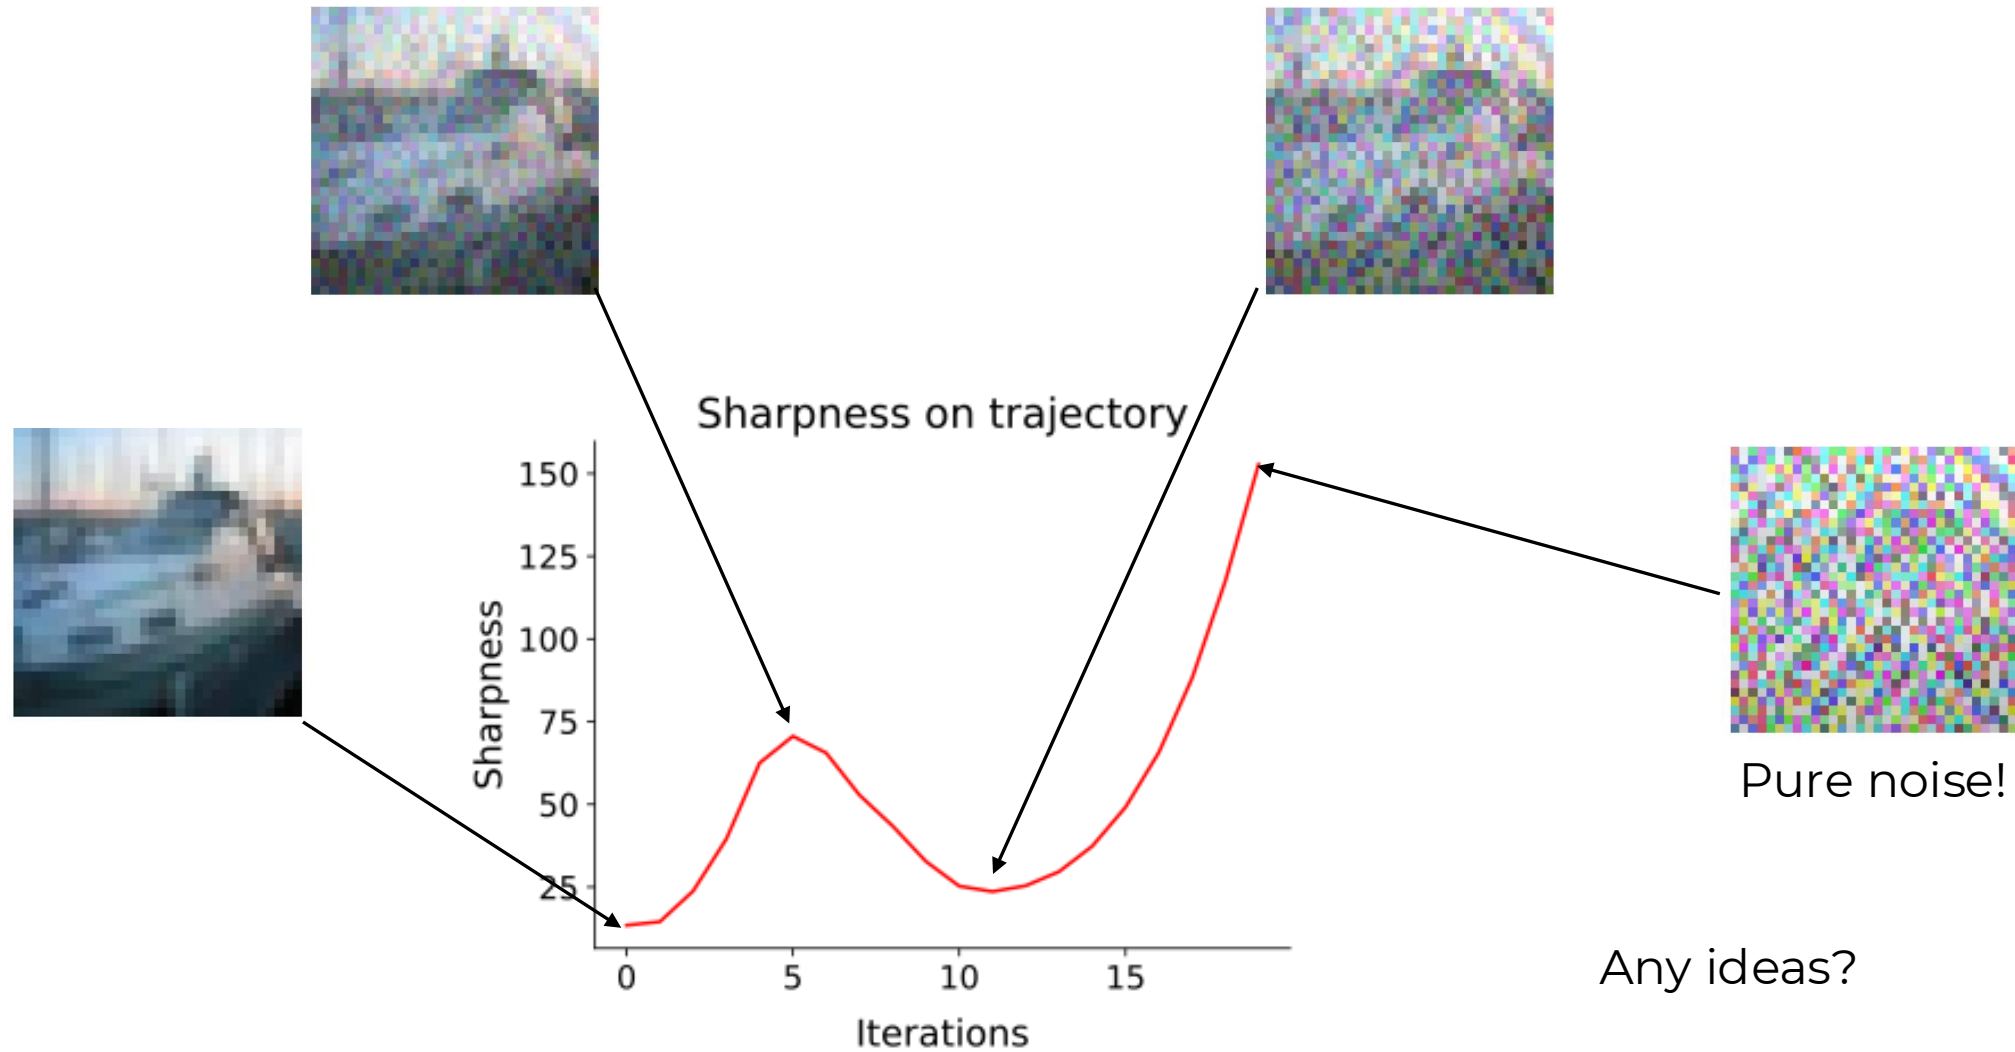 Sharpness on trajectory
150
125
100
75
50
25
Sharpness
0 5 10 15
Iterations
Pure noise!
Any ideas?